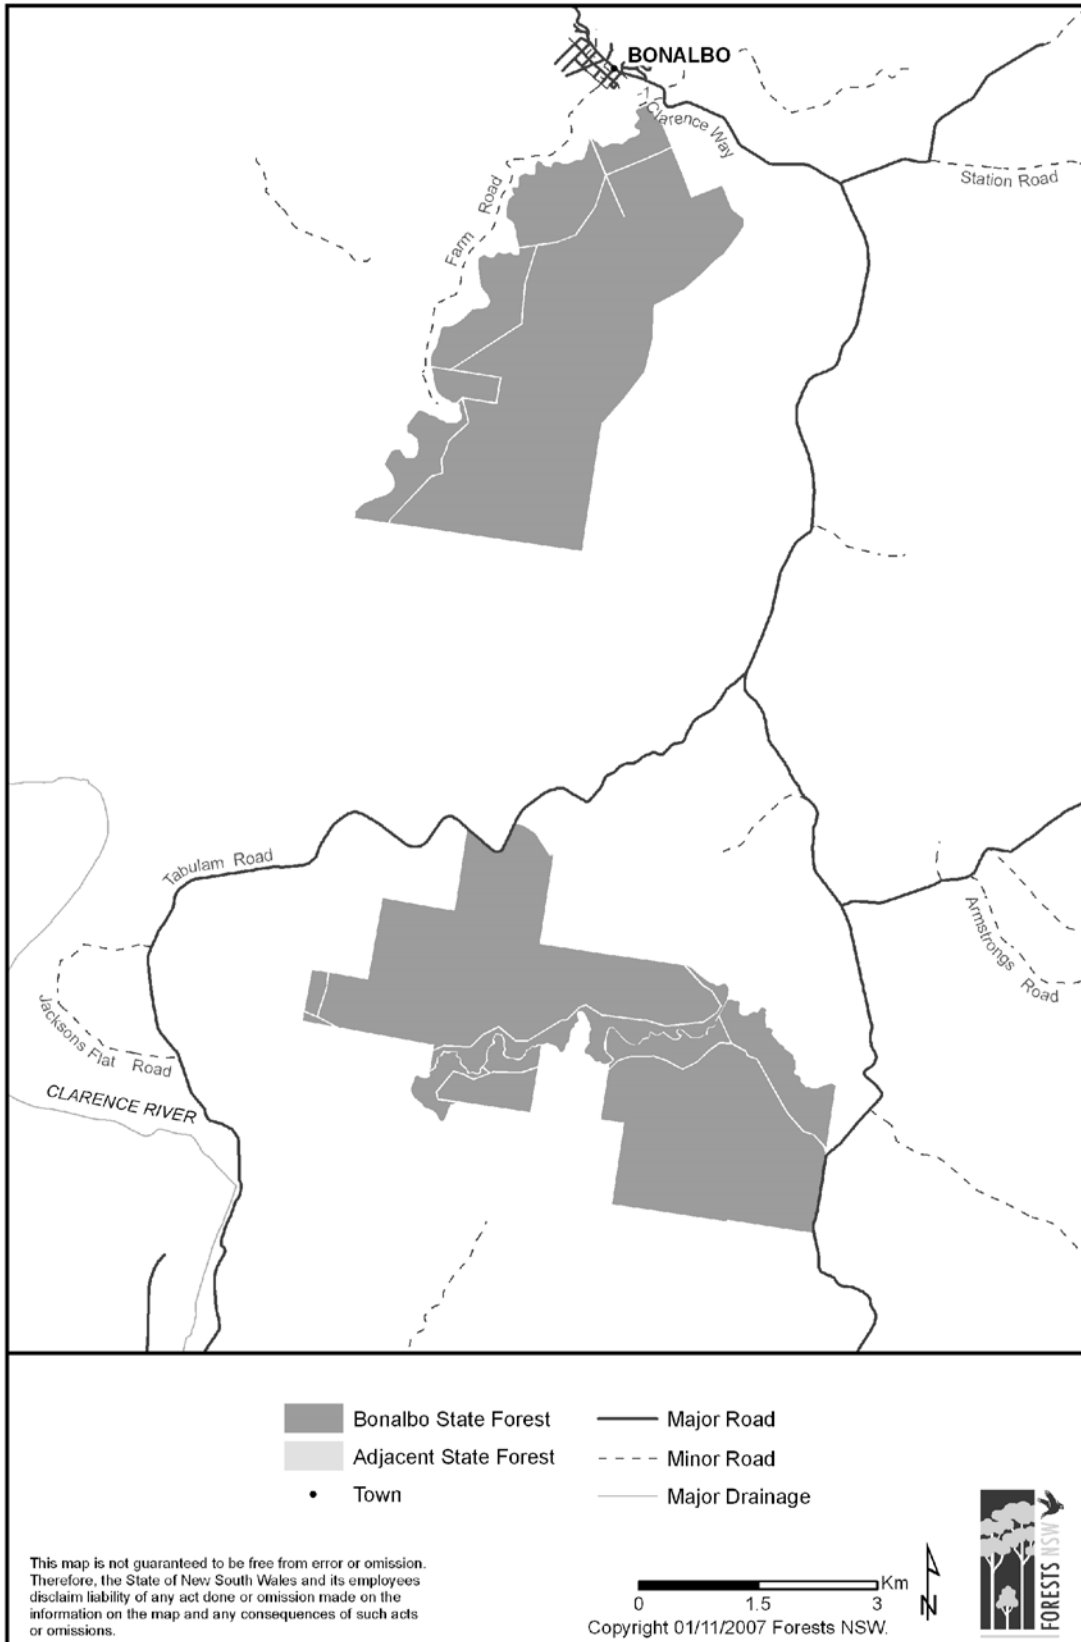 BONALBO
Clarence Way
Station Road
Farm Road
Tabulam Road
Armstrongs Road
Jacksons Flat Road
CLARENCE RIVER
Bonalbo State Forest
Major Road
Adjacent State Forest
Minor Road
Town
Major Drainage
This map is not guaranteed to be free from error or omission.
Therefore, the State of New South Wales and its employees
disclaim liability of any act done or omission made on the
information on the map and any consequences of such acts
or omissions.
Km
0 1.5 3
N
Copyright 01/11/2007 Forests NSW.
FORESTS NSW